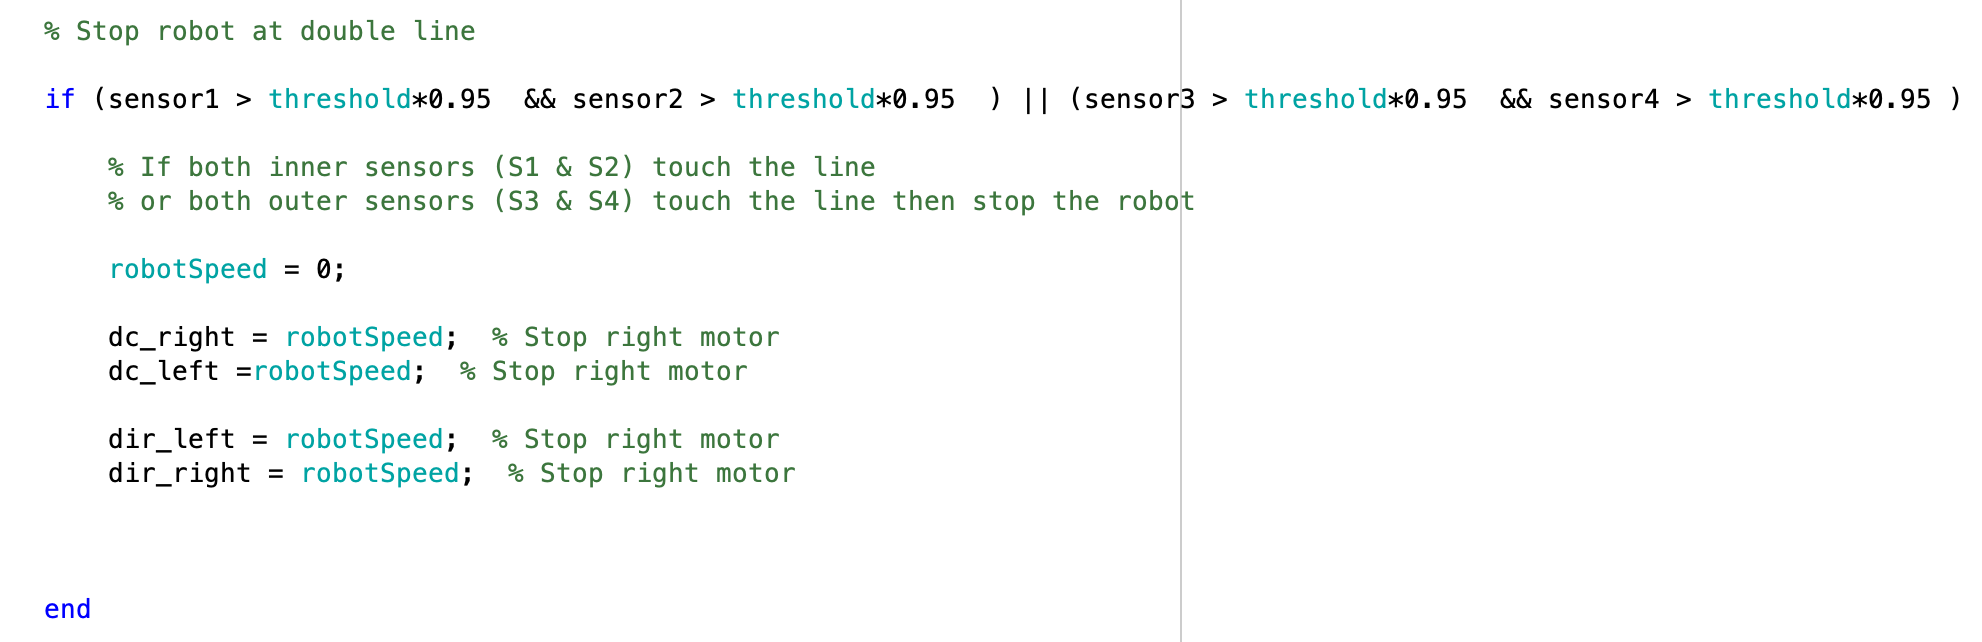 % Stop robot at double line
if (sensor1 > threshold*0.95  && sensor2 > threshold*0.95  ) || (sensor3 > threshold*0.95  && sensor4 > threshold*0.95 )
% If both inner sensors (S1 & S2) touch the line
% or both outer sensors (S3 & S4) touch the line then stop the robot
robotSpeed = 0;
dc_right = robotSpeed;  % Stop right motor
dc_left =robotSpeed;  % Stop right motor
dir_left = robotSpeed;  % Stop right motor
dir_right = robotSpeed;  % Stop right motor
end